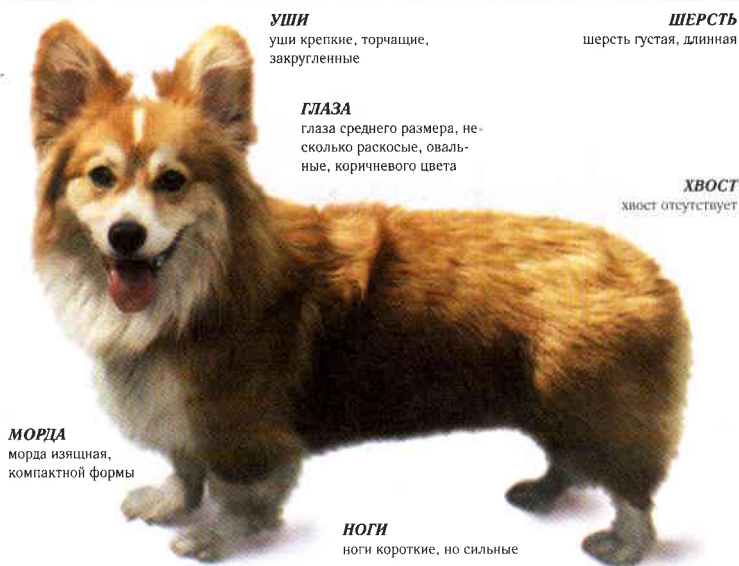 УШИ
уши крепкие, торчащие,
закругленные
ШЕРСТЬ
шерсть густая, длинная
ГЛАЗА
глаза среднего размера, не-
сколько раскосые, оваль-
ные, коричневого цвета
ХВОСТ
хвост отсутствует
МОРДА
морда изящная,
компактной формы
НОГИ
ноги короткие, но сильные